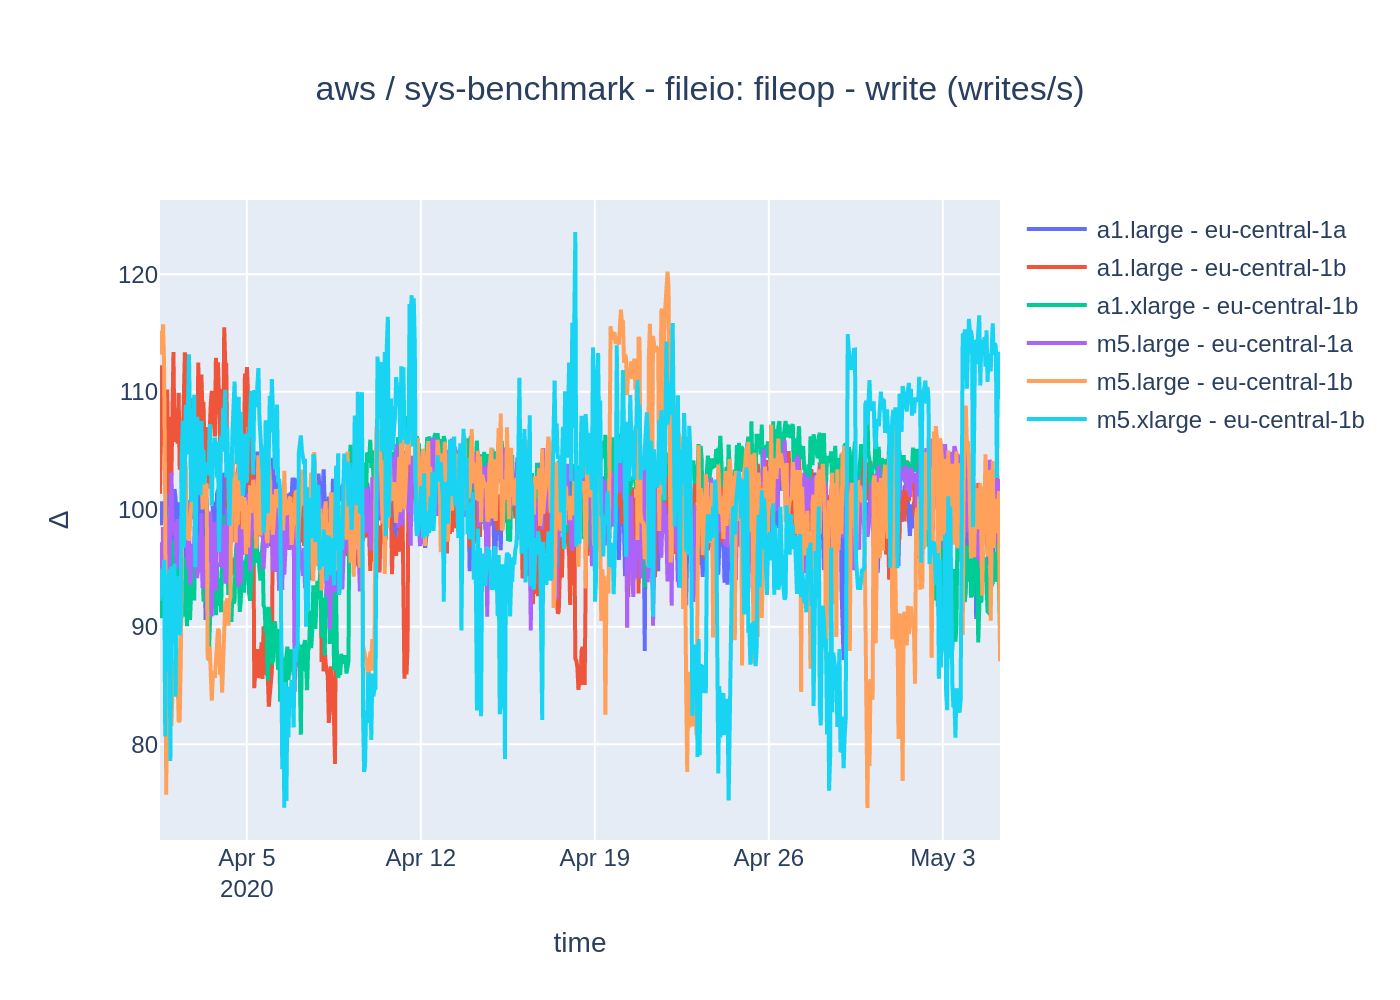 aws / sys-benchmark - fileio: fileop - write (writes/s)
a1.large - eu-central-1a
a1.large - eu-central-1b
a1.xlarge - eu-central-1b
m5.large - eu-central-1a
m5.large - eu-central-1b
m5.xlarge - eu-central-1b
120
110
100
90
80
Δ
Apr 5
2020
Apr 12
Apr 19
Apr 26
May 3
time